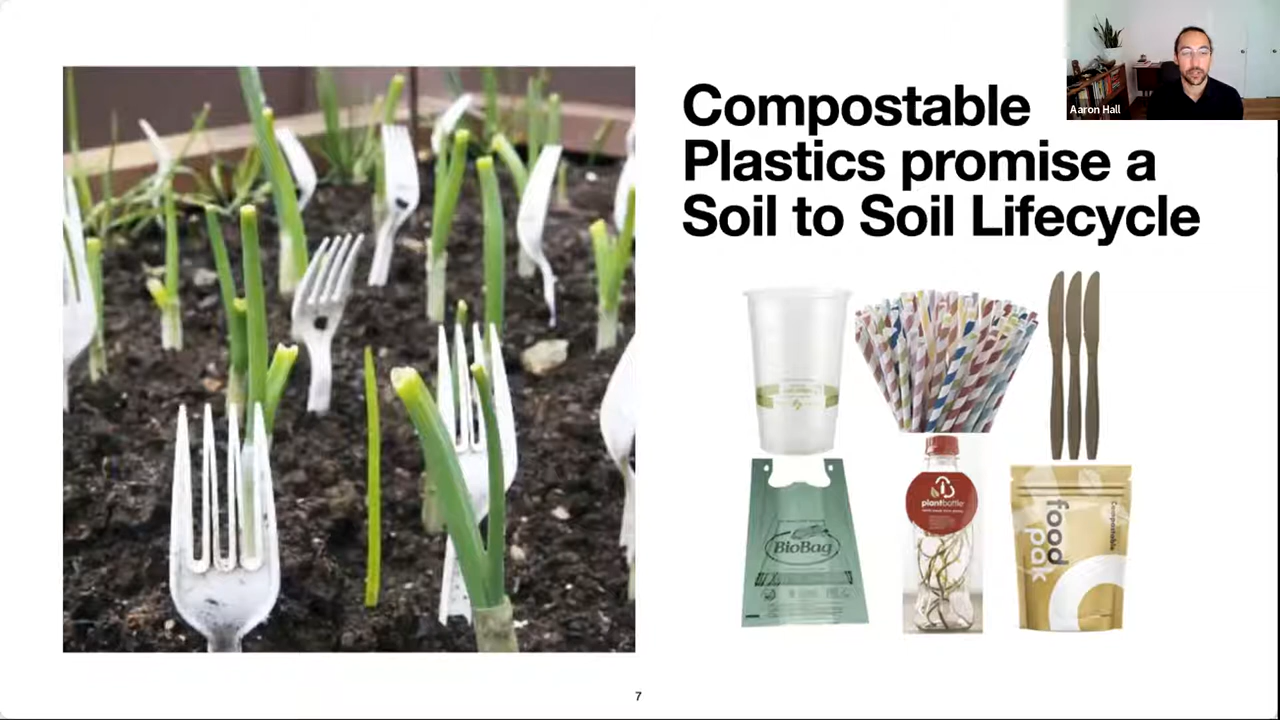 Compostable
Plastics promise a
Soil to Soil Lifecycle
Aaron Hall
BioBag
plantbottle
Compostable
food
pak
7